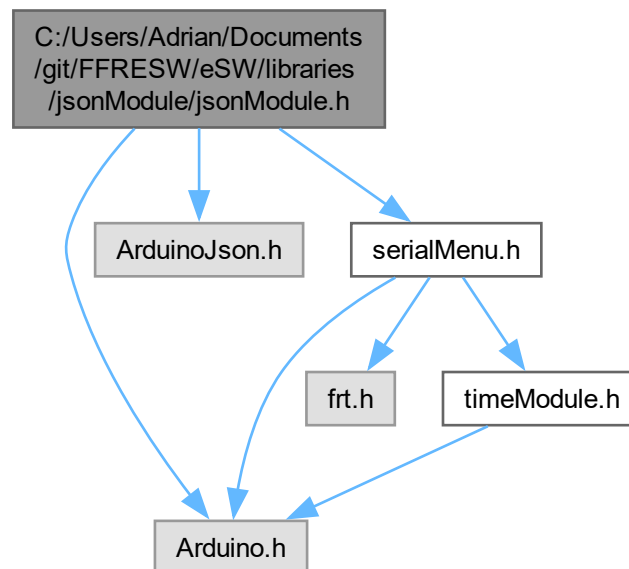 C:/Users/Adrian/Documents
/git/FFRESW/eSW/libraries
/jsonModule/jsonModule.h
ArduinoJson.h
serialMenu.h
frt.h
timeModule.h
Arduino.h